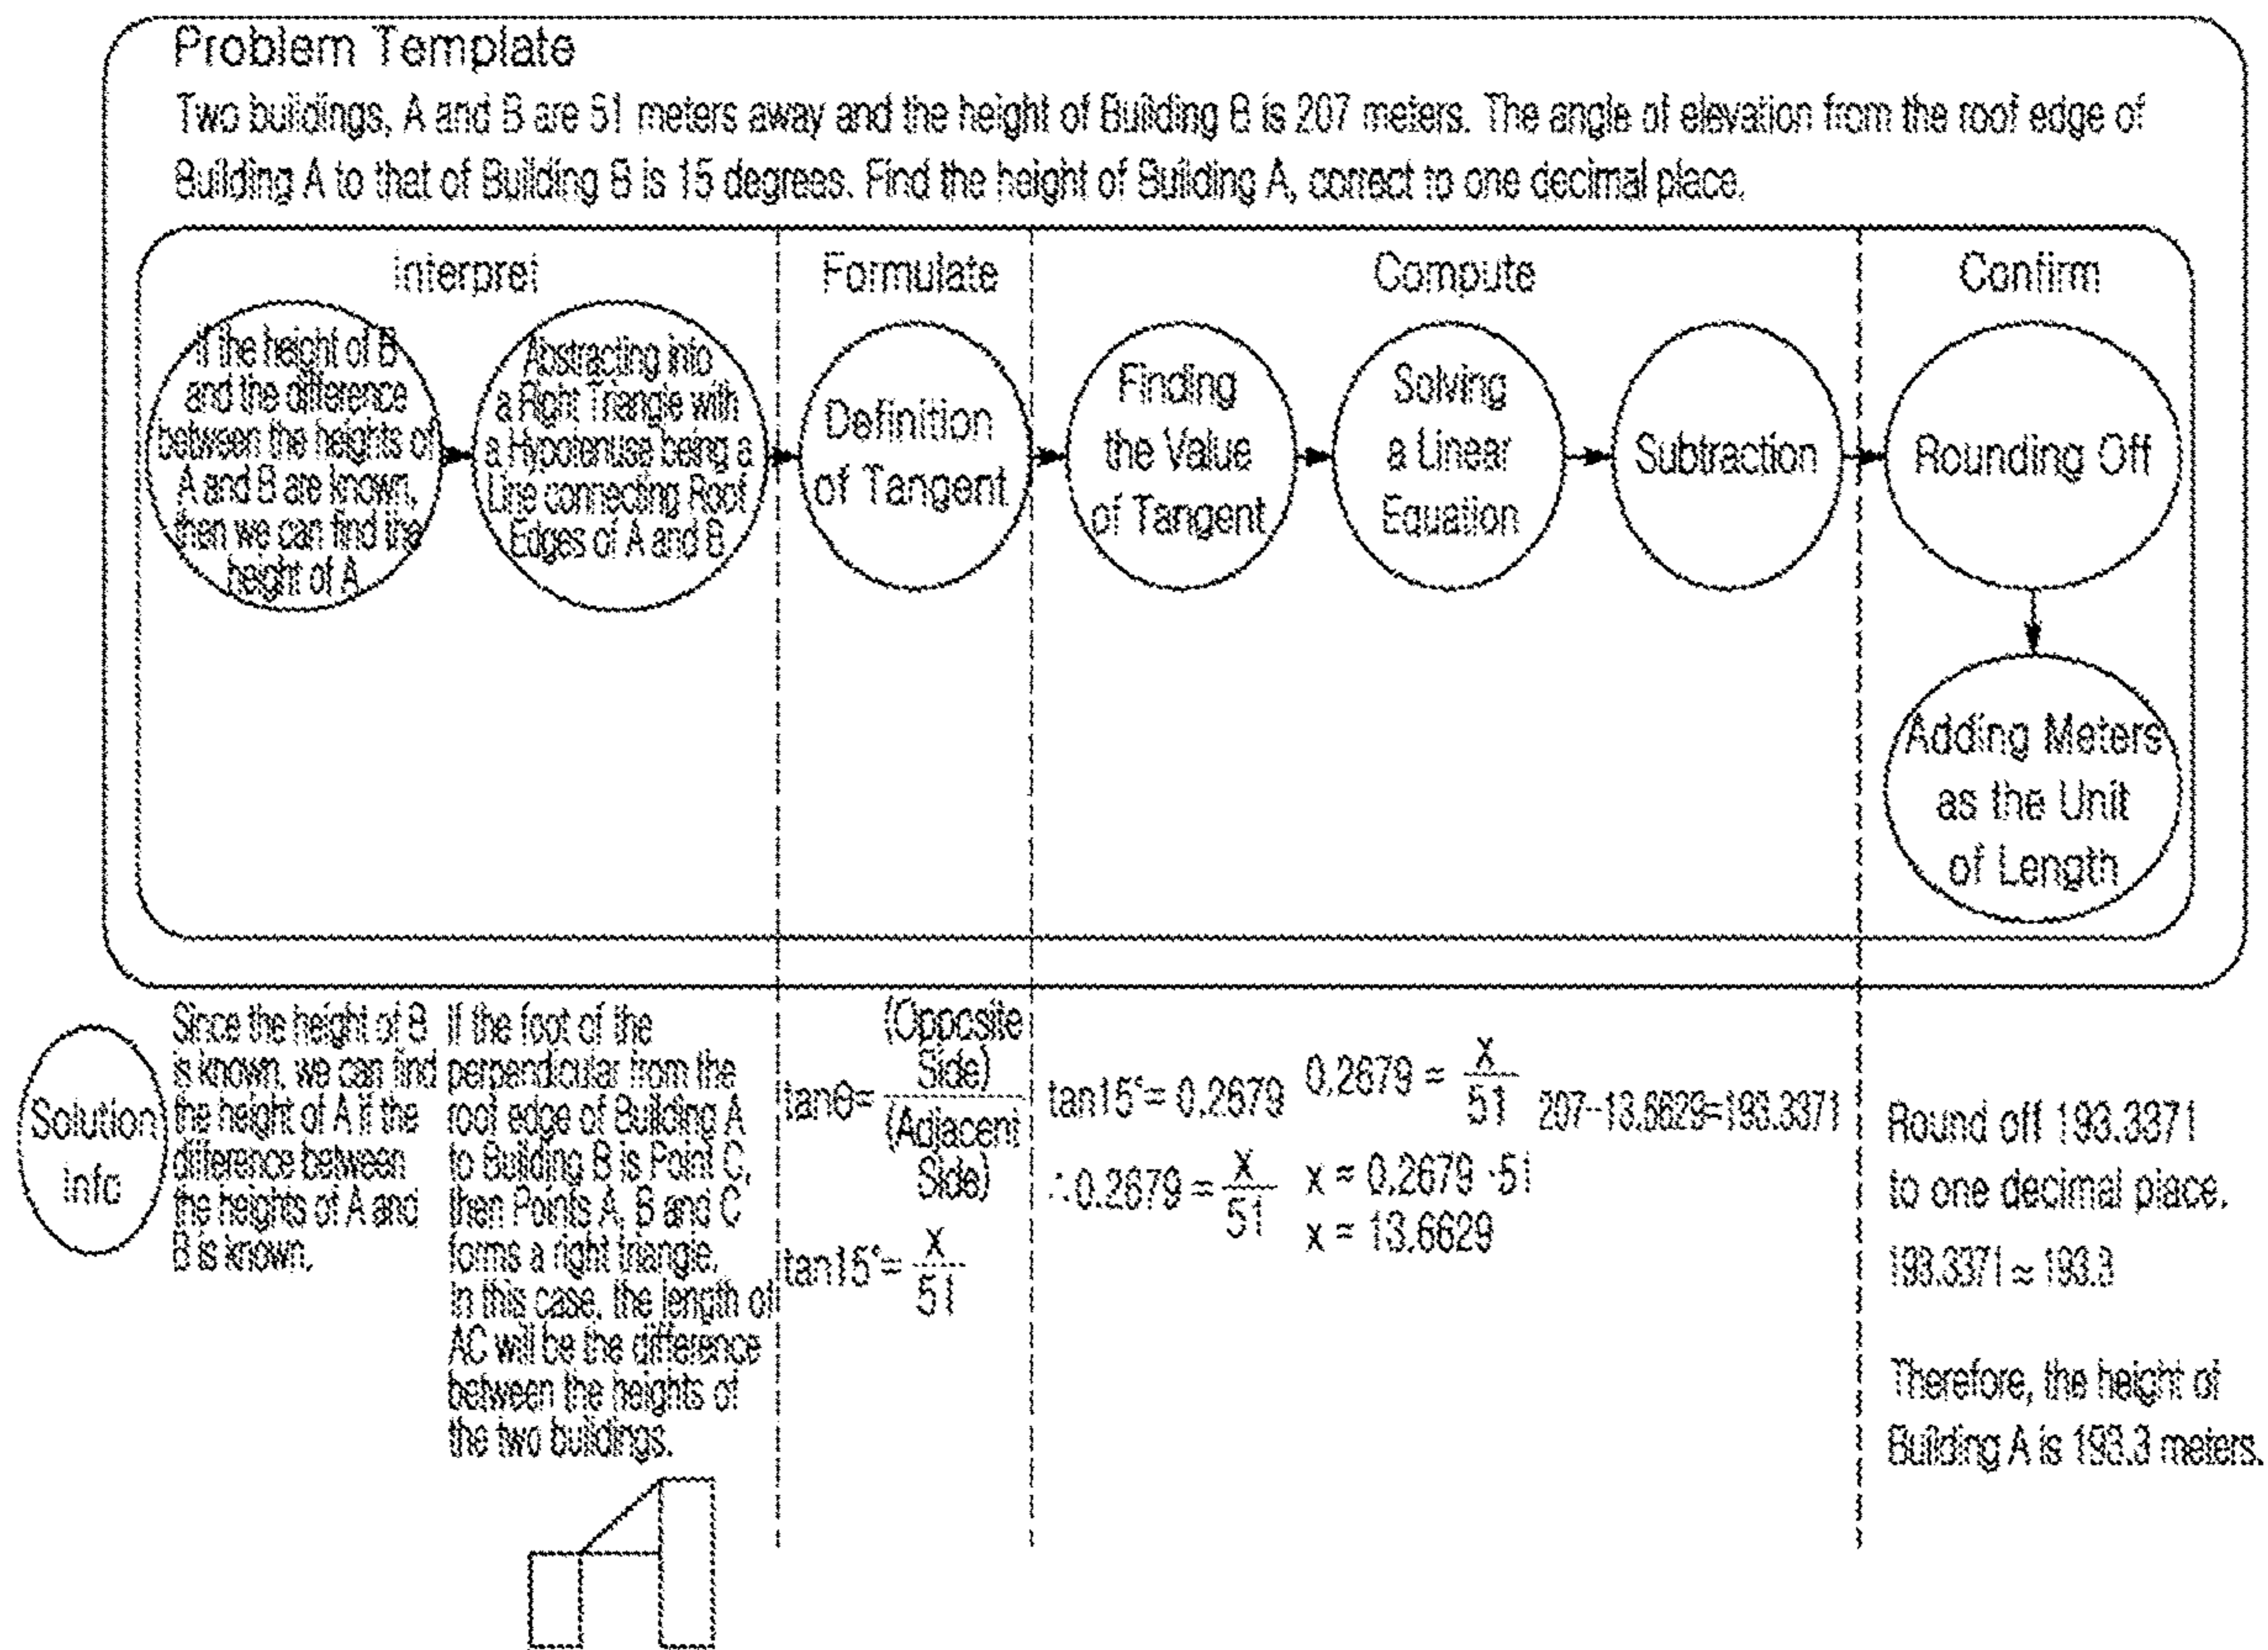 Problem Template
Two buildings, A and B are 51 meters away and the height of Building B is 207 meters. The angle of elevation from the roof edge of
Building A to that of Building B is 15 degrees. Find the height of Building A, correct to one decimal place.
Interpret
Formulate
Compute
Confirm
If the height of B
and the difference
between the heights of
A and B are known,
then we can find the
height of A
Abstracting into
a Right Triangle with
a Hypotenuse being a
Line connecting Roof
Edges of A and B
Definition
of Tangent
Finding
the Value
of Tangent
Solving
a Linear
Equation
Subtraction
Rounding Off
Adding Meters
as the Unit
of Length
Solution
Info
Since the height of B
is known, we can find
the height of A if the
difference between
the heights of A and
B is known.
If the foot of the
perpendicular from the
roof edge of Building A
to Building B is Point C,
then Points A, B and C
forms a right triangle.
In this case, the length of
AC will be the difference
between the heights of
the two buildings.
tanθ= (Opposite Side) / (Adjacent Side)
tan15°= x/51
tan15°= 0.2679
∴0.2679 = x/51
0.2679 = x/51
x = 0.2679 ·51
x = 13.6629
207-13.6629=193.3371
Round off 193.3371
to one decimal place.
193.3371 ≈ 193.3
Therefore, the height of
Building A is 193.3 meters.